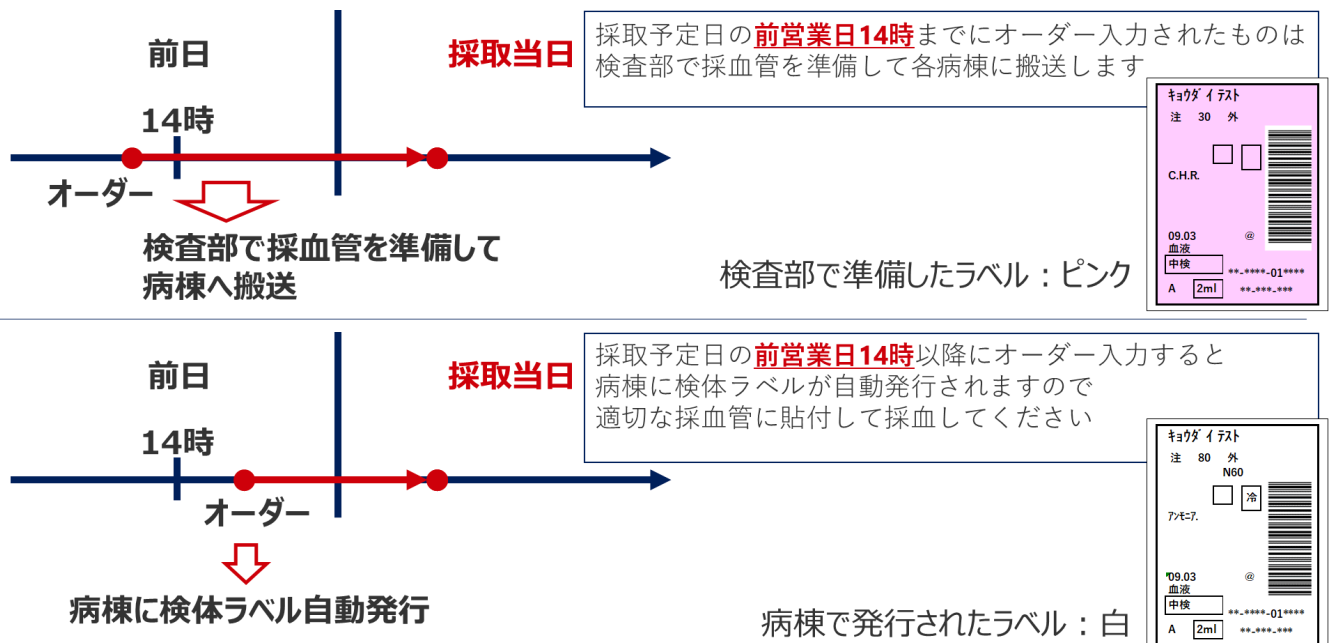 前日
採取当日
14時
オーダー
検査部で採血管を準備して
病棟へ搬送
採取予定日の前営業日14時までにオーダー入力されたものは
検査部で採血管を準備して各病棟に搬送します
検査部で準備したラベル：ピンク
ｷｮｳﾀﾞｲ ﾃｽﾄ
注 30 外
C.H.R.
09.03 @
血液
中検
**-****-01****
A 2ml **-***-***
前日
採取当日
14時
オーダー
病棟に検体ラベル自動発行
採取予定日の前営業日14時以降にオーダー入力すると
病棟に検体ラベルが自動発行されますので
適切な採血管に貼付して採血してください
病棟で発行されたラベル：白
ｷｮｳﾀﾞｲ ﾃｽﾄ
注 80 外
N60
冷
ｱﾝﾓﾆｱ.
09.03 @
血液
中検
**-****-01****
A 2ml **-***-***